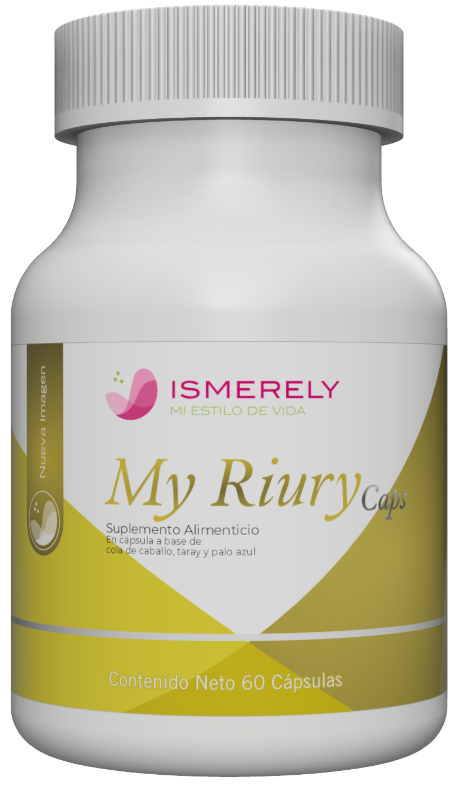 Nueva Imagen
ISMERELY
MI ESTILO DE VIDA
My Riury Caps
Suplemento Alimenticio
En cápsula a base de:
cola de caballo, taray y palo azul
Contenido Neto 60 Cápsulas